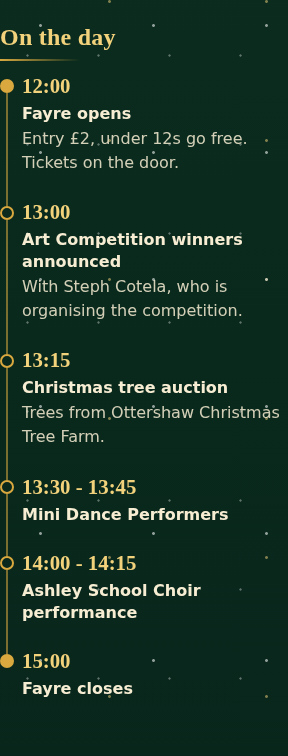 On the day
12:00
Fayre opens
Entry £2, under 12s go free.
Tickets on the door.
13:00
Art Competition winners
announced
With Steph Cotela, who is
organising the competition.
13:15
Christmas tree auction
Trees from Ottershaw Christmas
Tree Farm.
13:30 - 13:45
Mini Dance Performers
14:00 - 14:15
Ashley School Choir
performance
15:00
Fayre closes